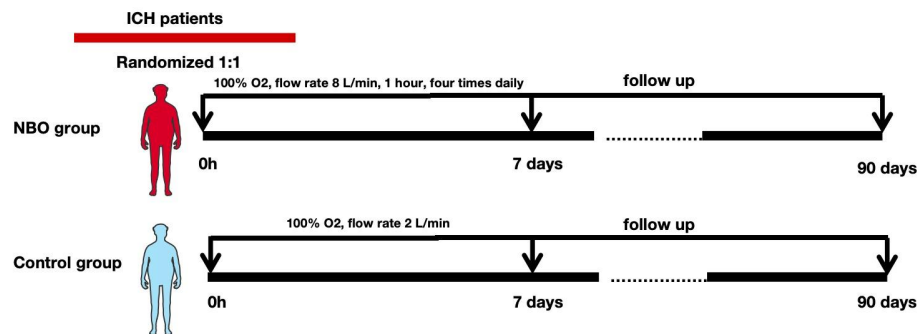 ICH patients
Randomized 1:1
100% O2, flow rate 8 L/min, 1 hour, four times daily
follow up
NBO group
0h
7 days
90 days
100% O2, flow rate 2 L/min
follow up
Control group
0h
7 days
90 days